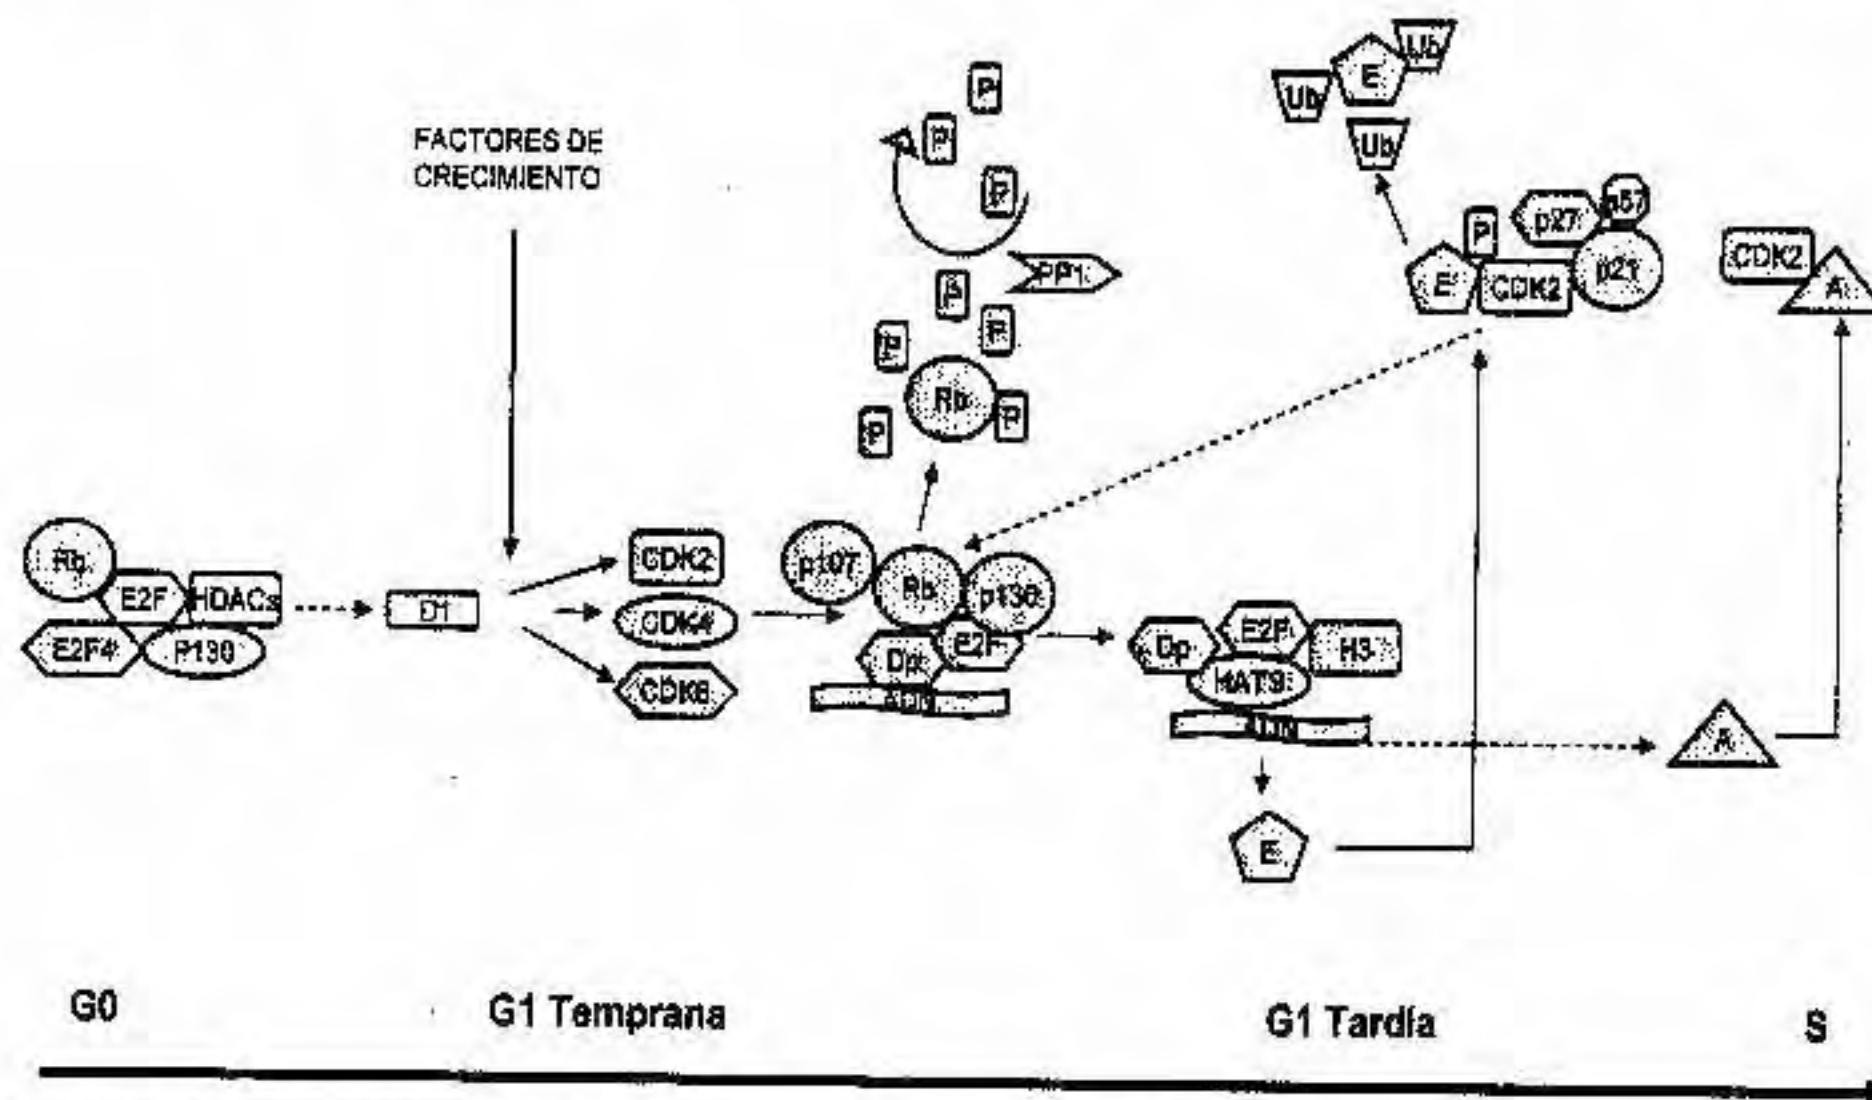 FACTORES DE
CRECIMIENTO
P
P
P
PP1
P
P
P
Rb
P
P
Ub
E
Ub
Ub
P
p27
p57
E
CDK2
p21
CDK2
A
Rb
E2F
HDACs
E2F4
P130
D1
CDK2
CDK4
CDK6
p107
Rb
p130
Dp
E2F
Dp
E2F
H3
HATS
A
E
G0
G1 Temprana
G1 Tardía
S